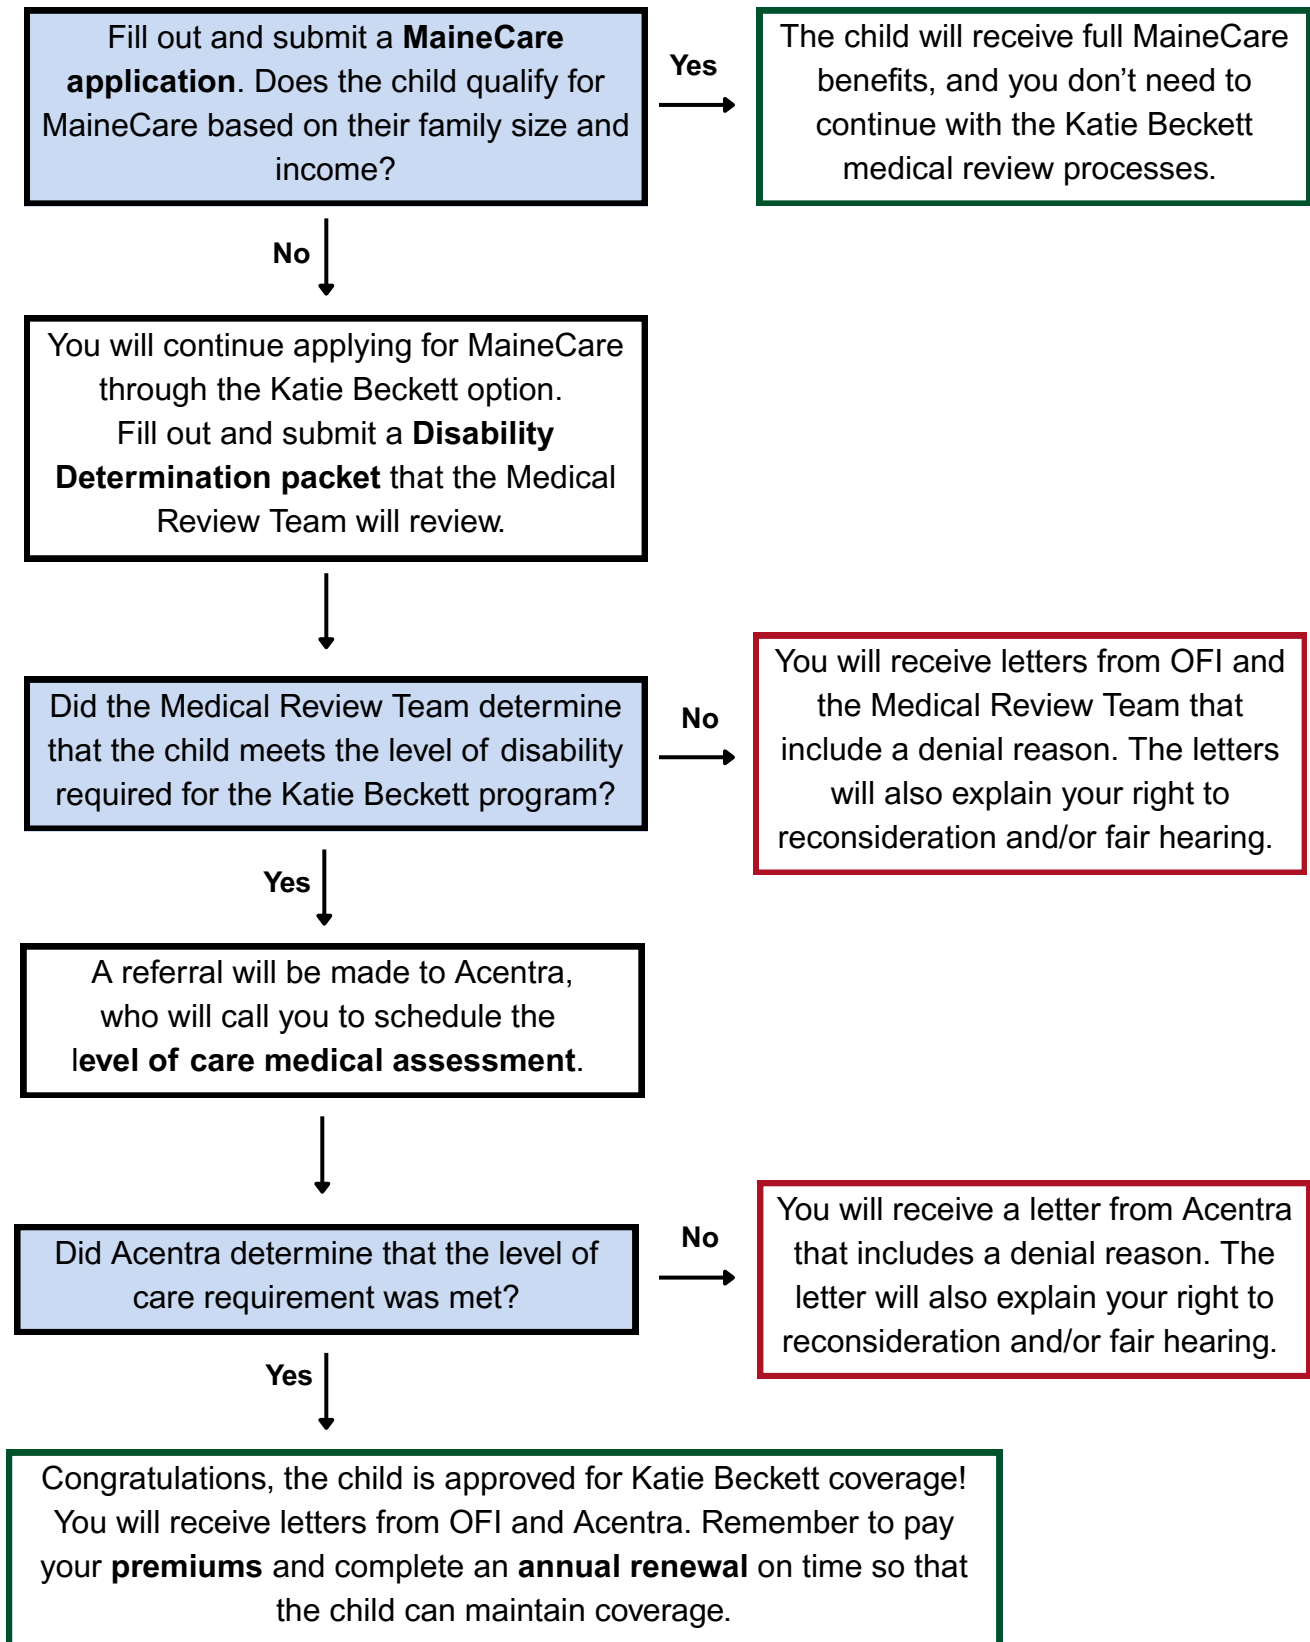 Fill out and submit a MaineCare
application. Does the child qualify for
MaineCare based on their family size and
income?
Yes
The child will receive full MaineCare
benefits, and you don’t need to
continue with the Katie Beckett
medical review processes.
No
You will continue applying for MaineCare
through the Katie Beckett option.
Fill out and submit a Disability
Determination packet that the Medical
Review Team will review.
Did the Medical Review Team determine
that the child meets the level of disability
required for the Katie Beckett program?
No
You will receive letters from OFI and
the Medical Review Team that
include a denial reason. The letters
will also explain your right to
reconsideration and/or fair hearing.
Yes
A referral will be made to Acentra,
who will call you to schedule the
level of care medical assessment.
Did Acentra determine that the level of
care requirement was met?
No
You will receive a letter from Acentra
that includes a denial reason. The
letter will also explain your right to
reconsideration and/or fair hearing.
Yes
Congratulations, the child is approved for Katie Beckett coverage!
You will receive letters from OFI and Acentra. Remember to pay
your premiums and complete an annual renewal on time so that
the child can maintain coverage.